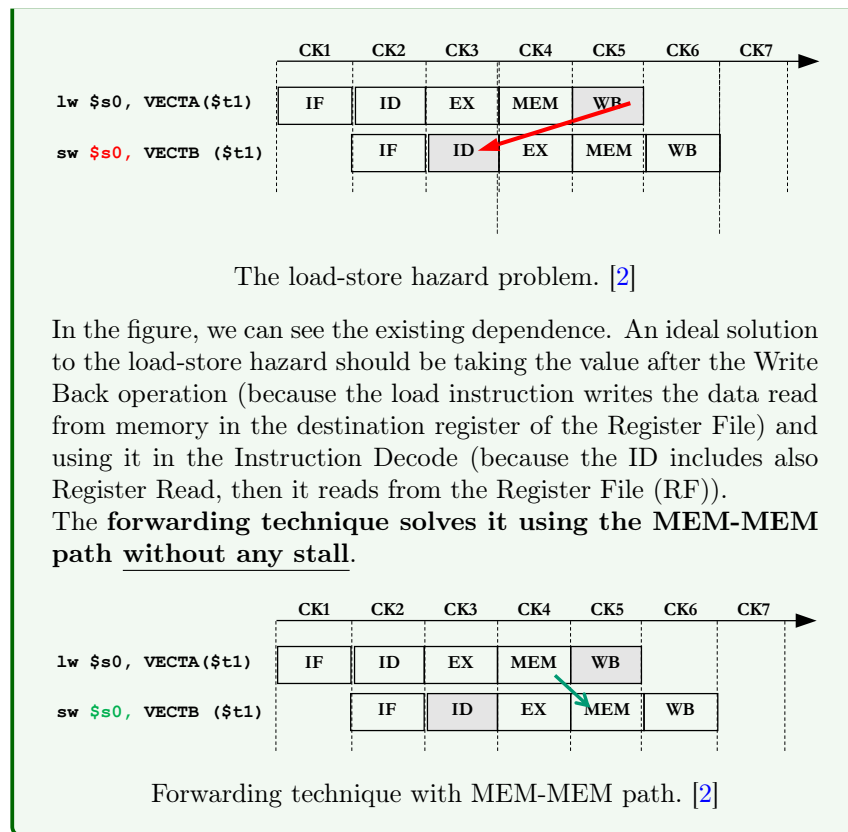 CK1 CK2 CK3 CK4 CK5 CK6 CK7
lw $s0, VECTA($t1) IF ID EX MEM WB
sw $s0, VECTB ($t1) IF ID EX MEM WB
The load-store hazard problem. [2]
In the figure, we can see the existing dependence. An ideal solution
to the load-store hazard should be taking the value after the Write
Back operation (because the load instruction writes the data read
from memory in the destination register of the Register File) and
using it in the Instruction Decode (because the ID includes also
Register Read, then it reads from the Register File (RF)).
The forwarding technique solves it using the MEM-MEM
path without any stall.
CK1 CK2 CK3 CK4 CK5 CK6 CK7
lw $s0, VECTA($t1) IF ID EX MEM WB
sw $s0, VECTB ($t1) IF ID EX MEM WB
Forwarding technique with MEM-MEM path. [2]